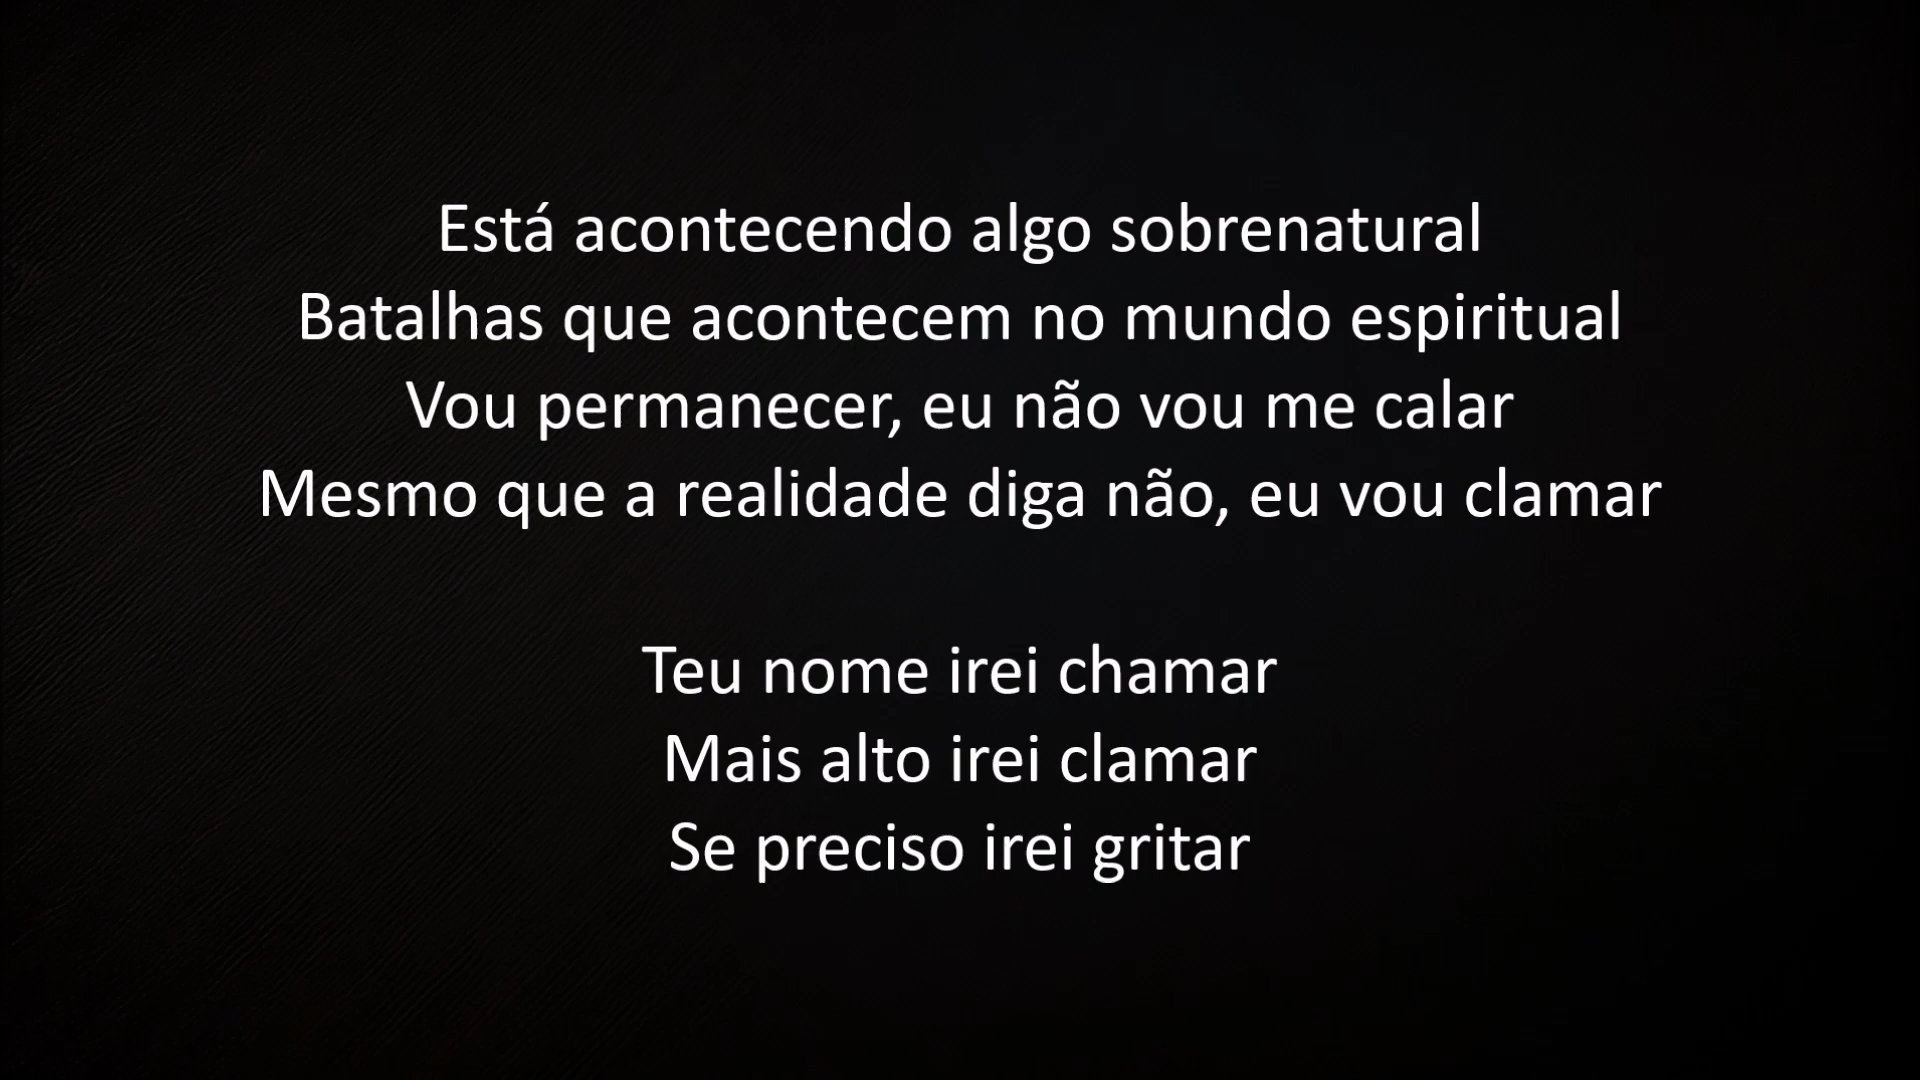 Está acontecendo algo sobrenatural
Batalhas que acontecem no mundo espiritual
Vou permanecer, eu não vou me calar
Mesmo que a realidade diga não, eu vou clamar
Teu nome irei chamar
Mais alto irei clamar
Se preciso irei gritar